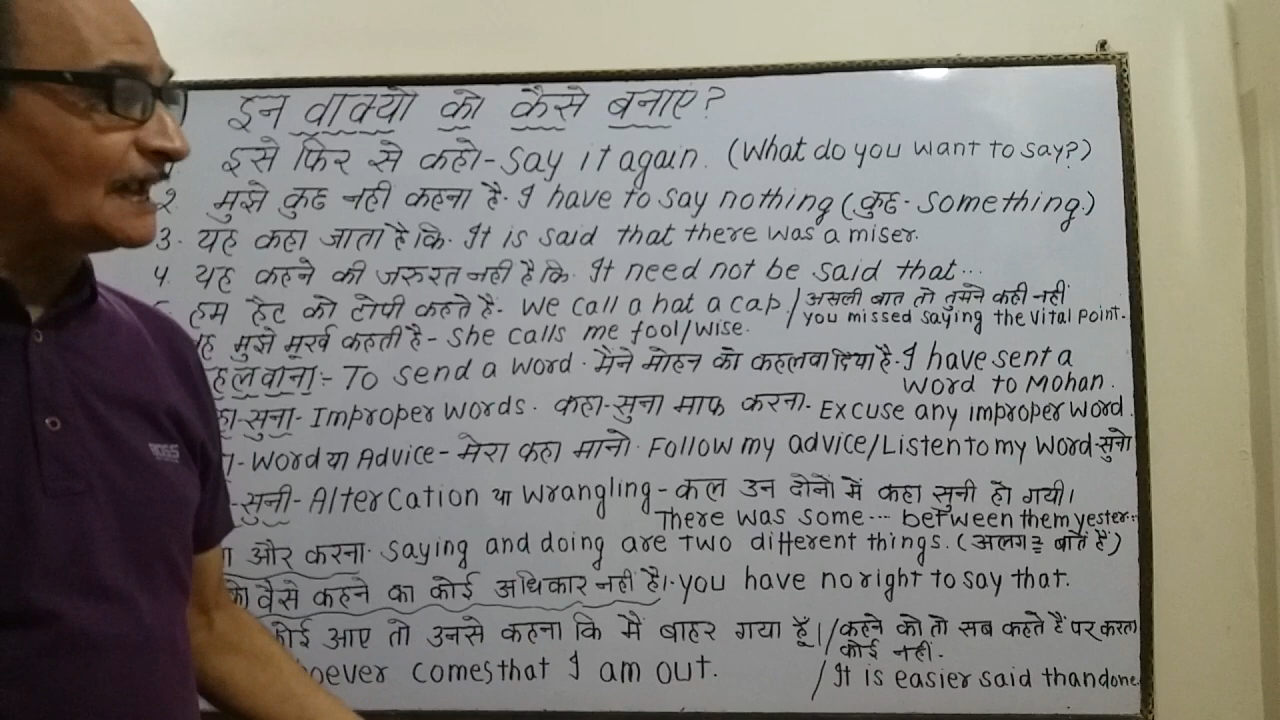 इन वाक्यो को कैसे बनाएं?
इसे फिर से कहो- Say it again. (What do you want to say?)
2. मुझे कुछ नही कहना है. I have to say nothing (कुछ- Something.)
3. यह कहा जाता है कि. It is said that there was a miser.
4. यह कहने की जरुरत नही है कि. It need not be said that...
हम हैट को टोपी कहते है. We call a hat a cap. / असली बात तो तुमने कही नहीं
You missed saying the vital point.
मुझे मूर्ख कहती है - She calls me fool/wise.
हलवाना:- To send a word. मैने मोहन को कहलवा दिया है. I have sent a
word to Mohan.
-सुना- Improper words. कहा-सुना माफ करना. Excuse any improper word.
- Word या Advice - मेरा कहा मानो. Follow my advice/Listen to my word-सुनो
-सुनी- Altercation या Wrangling - कल उन दोनों में कहा सुनी हो गयी।
There was some... between them yester..
और करना. Saying and doing are two different things. (अलग २ बातें हैं)
वैसे कहने का कोई अधिकार नहीं है।. You have no right to say that.
कोई आए तो उनसे कहना कि मैं बाहर गया हूँ। / कहने को तो सब कहते हैं पर करता
कोई नहीं.
oever comes that I am out. / It is easier said than done.
BOSS